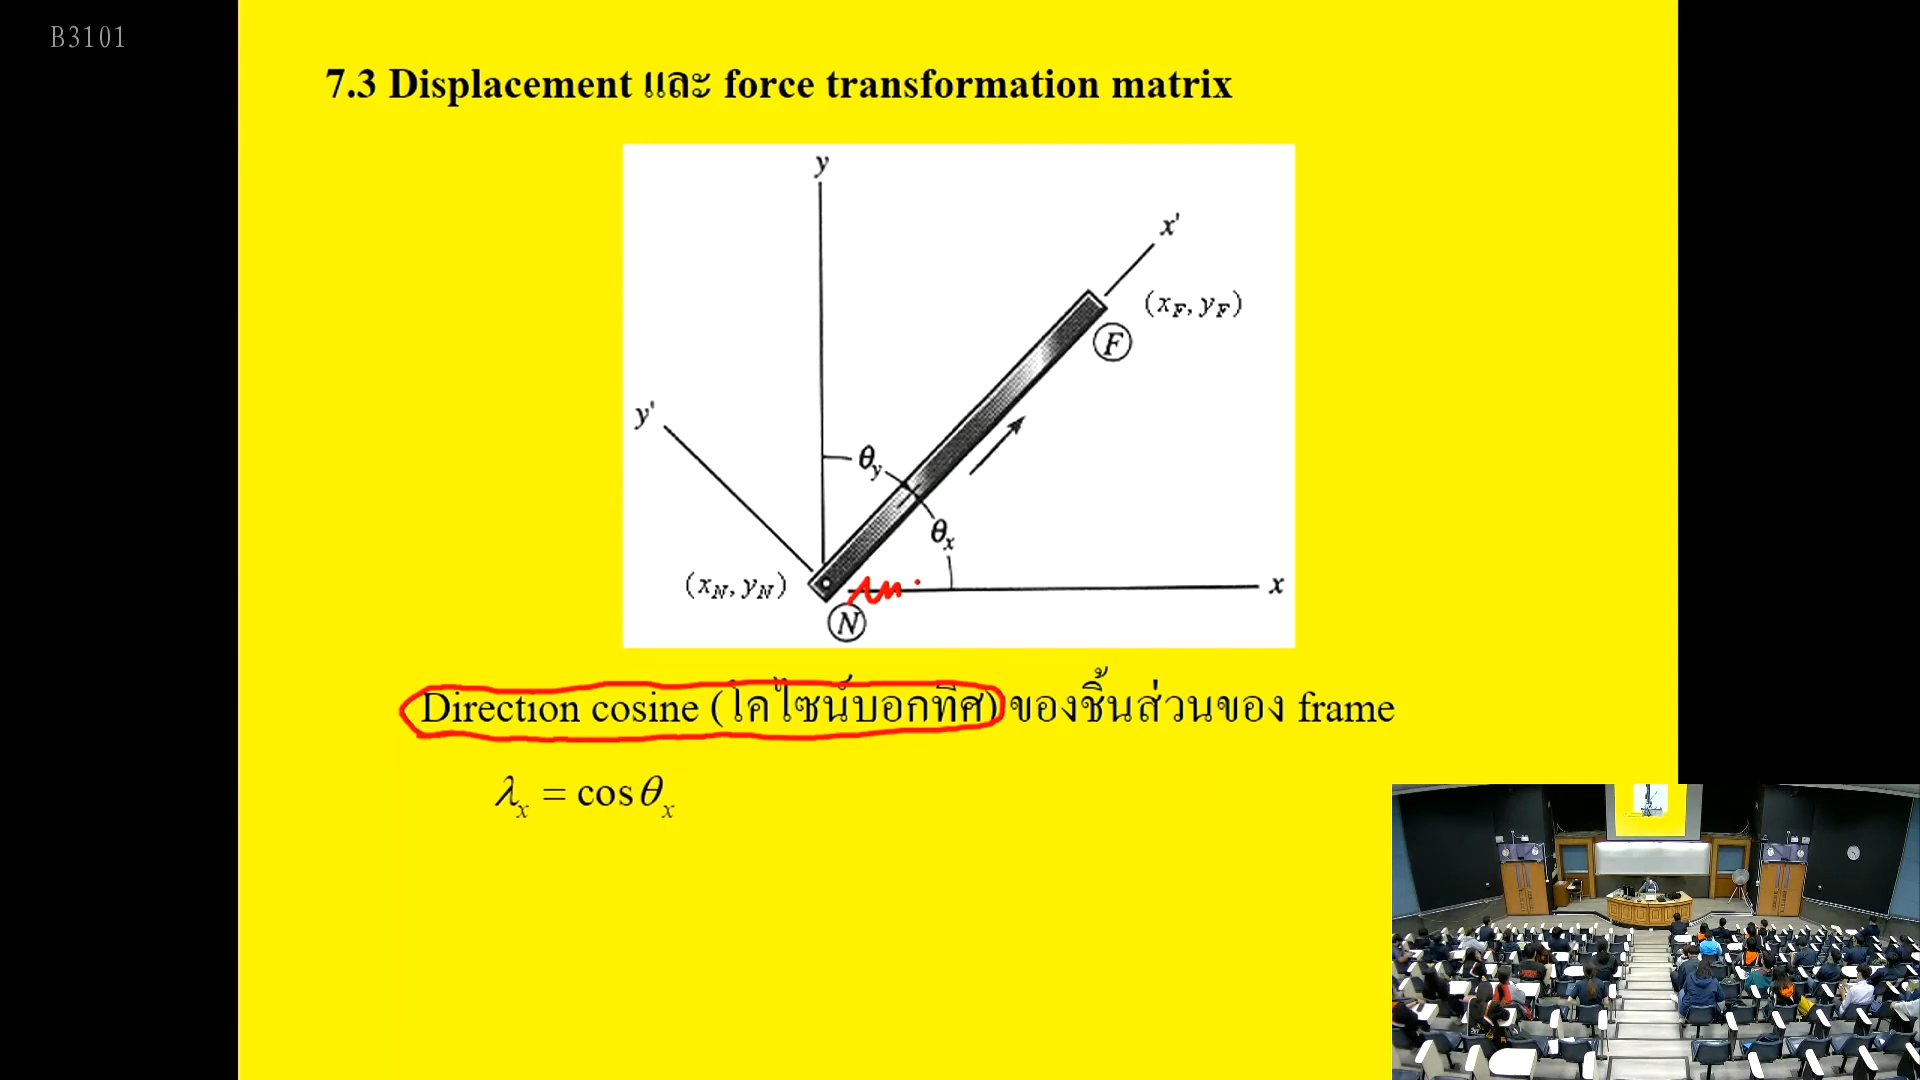 B3101
7.3 Displacement และ force transformation matrix
y
x'
(x_F, y_F)
F
y'
θ_y
θ_x
(x_N, y_N)
x
N
Direction cosine (โคไซน์บอกทิศ) ของชิ้นส่วนของ frame
λ_x = cos θ_x